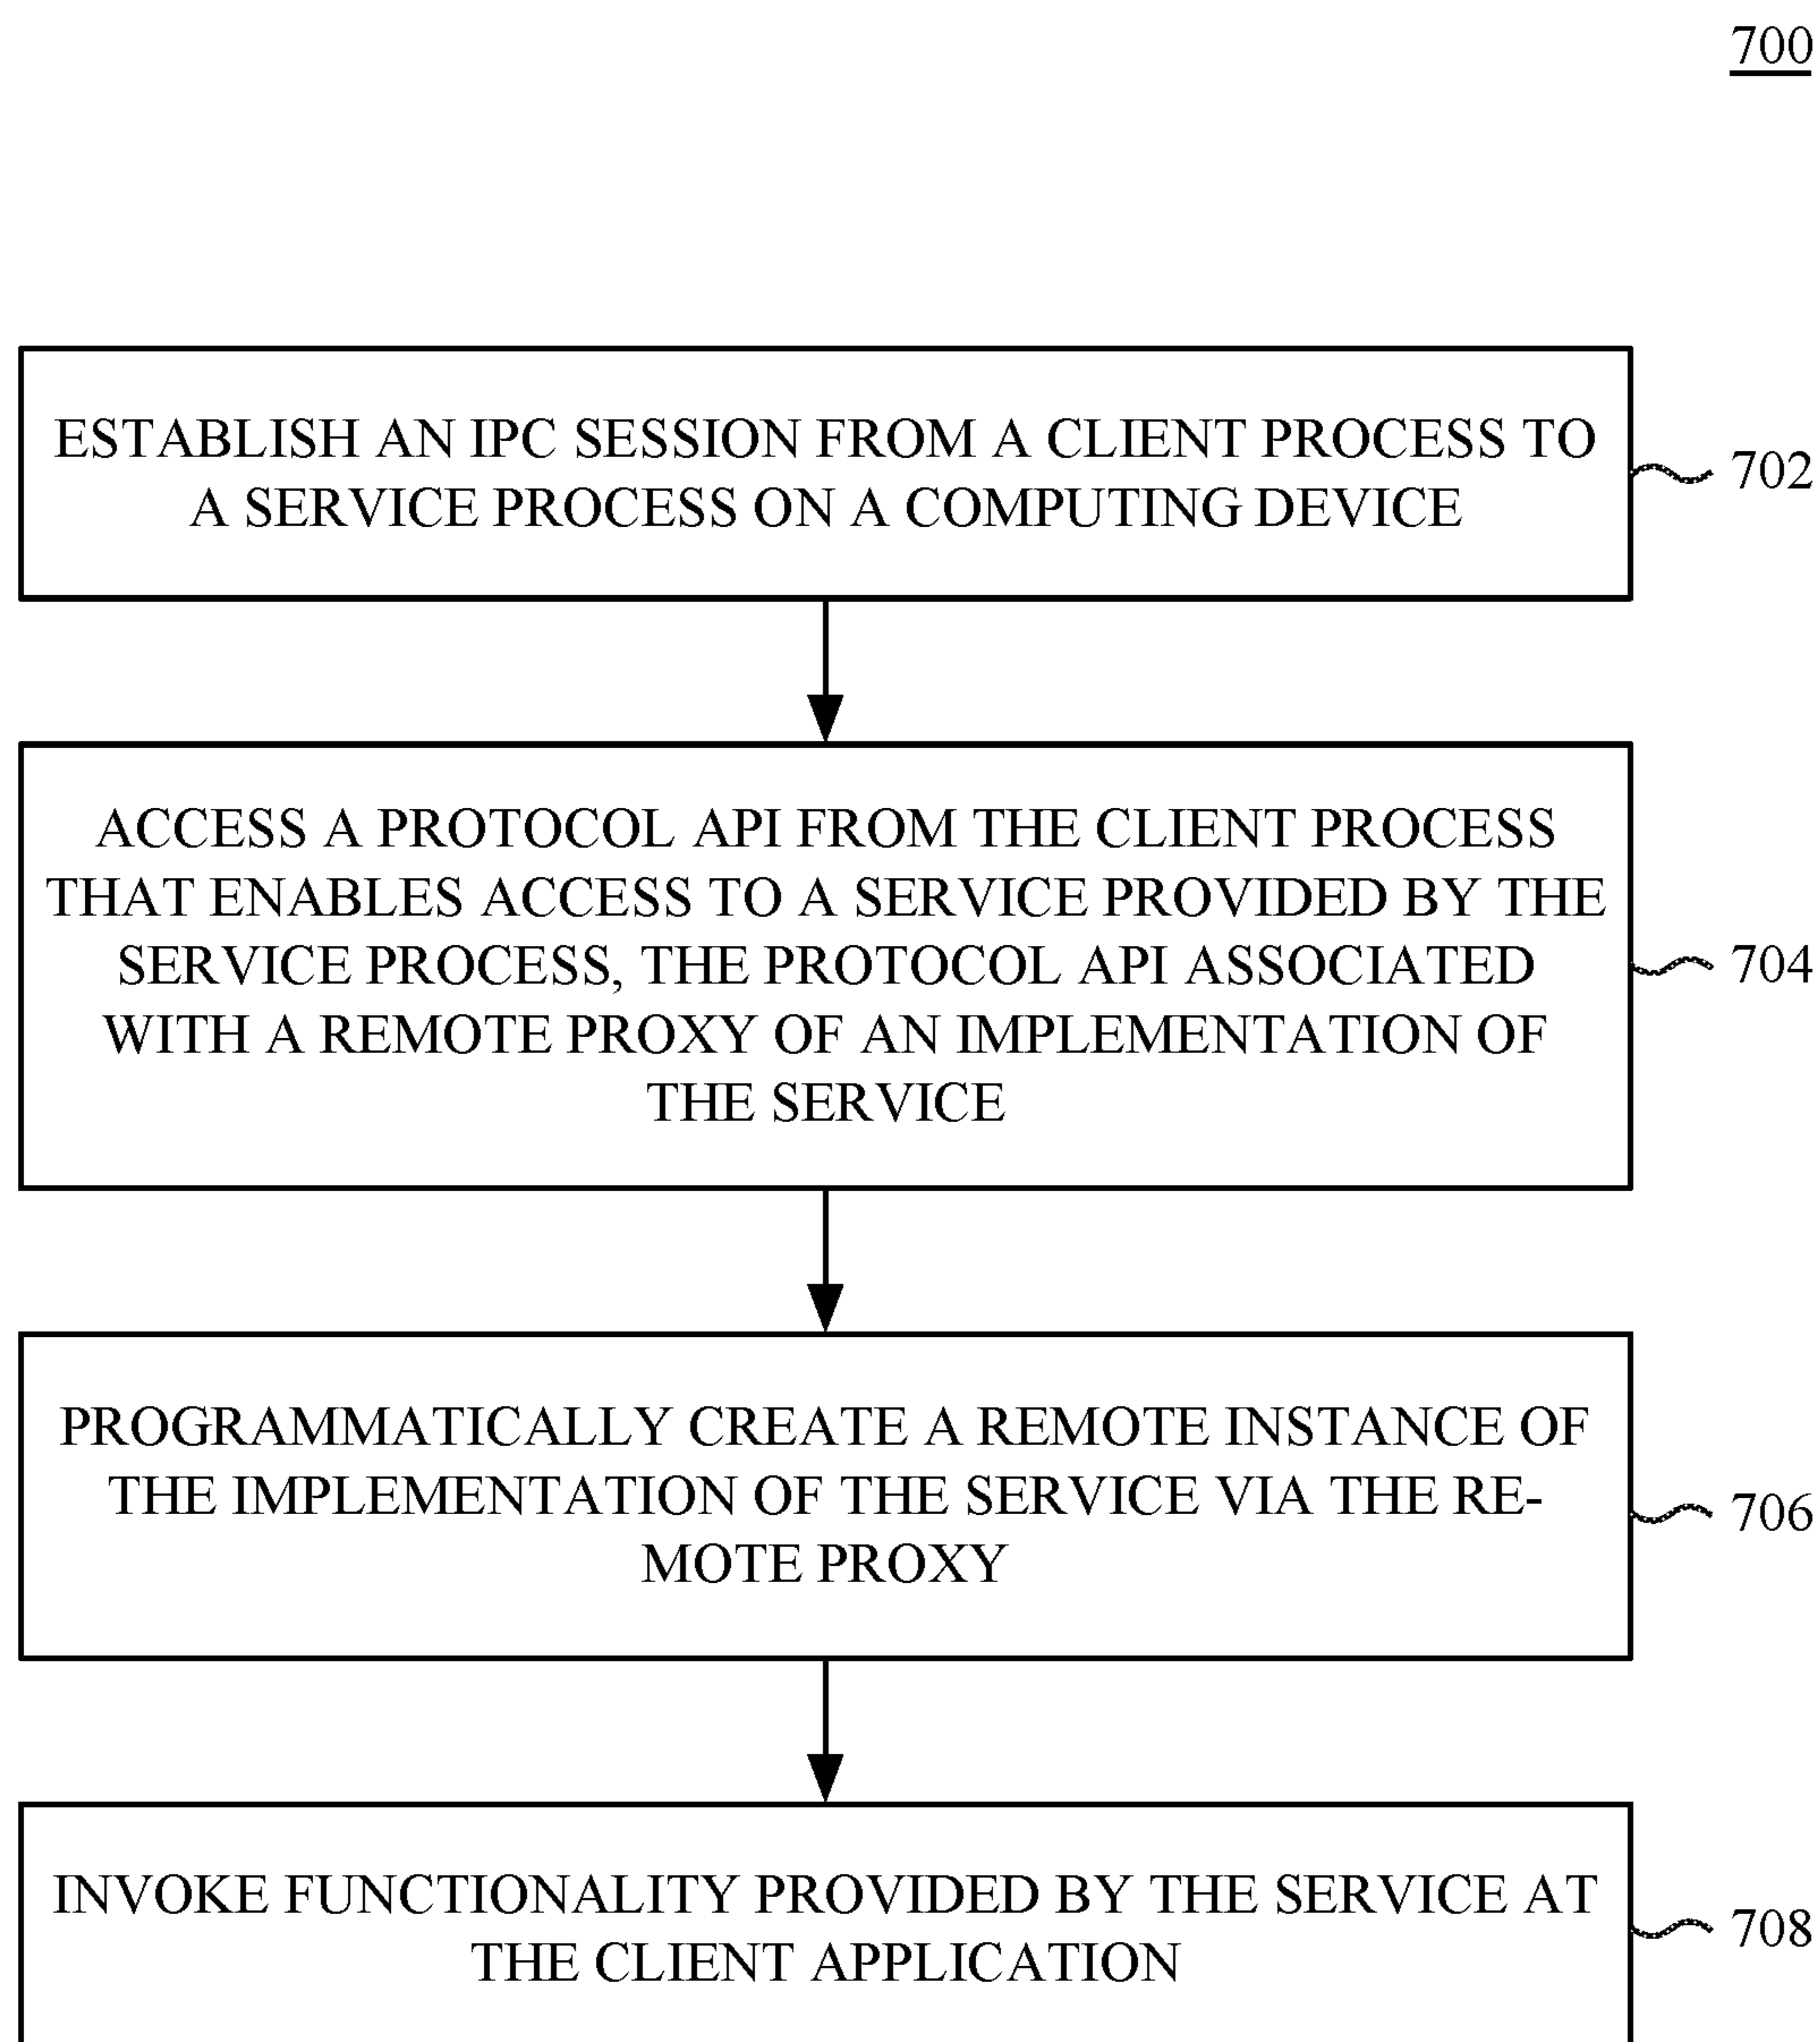 700
ESTABLISH AN IPC SESSION FROM A CLIENT PROCESS TO
A SERVICE PROCESS ON A COMPUTING DEVICE
702
ACCESS A PROTOCOL API FROM THE CLIENT PROCESS
THAT ENABLES ACCESS TO A SERVICE PROVIDED BY THE
SERVICE PROCESS, THE PROTOCOL API ASSOCIATED
WITH A REMOTE PROXY OF AN IMPLEMENTATION OF
THE SERVICE
704
PROGRAMMATICALLY CREATE A REMOTE INSTANCE OF
THE IMPLEMENTATION OF THE SERVICE VIA THE RE-
MOTE PROXY
706
INVOKE FUNCTIONALITY PROVIDED BY THE SERVICE AT
THE CLIENT APPLICATION
708